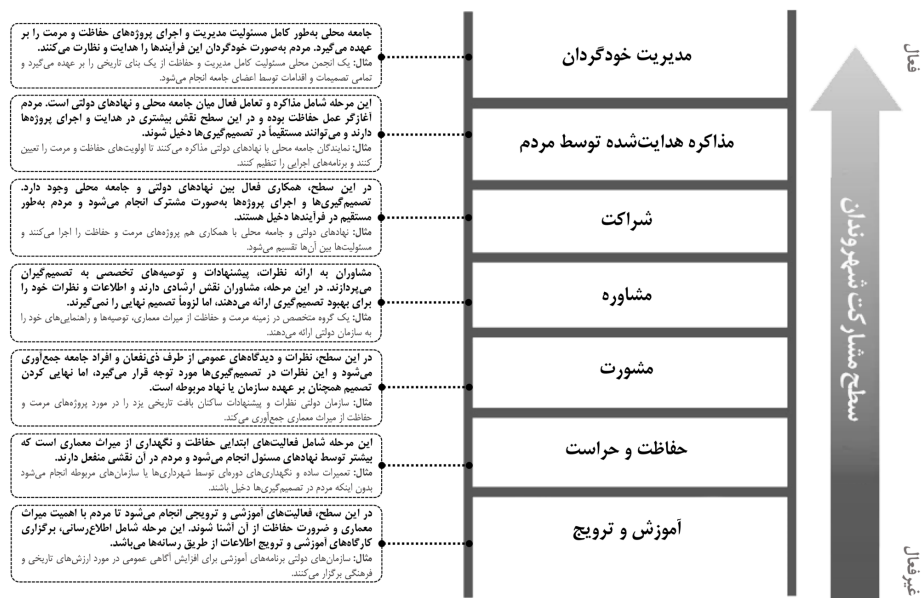 فعال
سطح مشارکت شهروندان
غیرفعال
مدیریت خودگردان
جامعه محلی به‌طور کامل مسئولیت مدیریت و اجرای پروژه‌های حفاظت و مرمت را بر
عهده می‌گیرد. مردم به‌صورت خودگردان این فرآیندها را هدایت و نظارت می‌کنند.
مثال: یک انجمن محلی مسئولیت کامل مدیریت و حفاظت از یک بنای تاریخی را بر عهده می‌گیرد و
تمامی تصمیمات و اقدامات توسط اعضای جامعه انجام می‌شود.
مذاکره هدایت‌شده توسط مردم
این مرحله شامل مذاکره و تعامل فعال میان جامعه محلی و نهادهای دولتی است. مردم
آغازگر عمل حفاظت بوده و در این سطح نقش بیشتری در هدایت و اجرای پروژه‌ها
دارند و می‌توانند مستقیماً در تصمیم‌گیری‌ها دخیل شوند.
مثال: نمایندگان جامعه محلی با نهادهای دولتی مذاکره می‌کنند تا اولویت‌های حفاظت و مرمت را تعیین
کنند و برنامه‌های اجرایی را تنظیم کنند.
شراکت
در این سطح، همکاری فعال بین نهادهای دولتی و جامعه محلی وجود دارد.
تصمیم‌گیری‌ها و اجرای پروژه‌ها به‌صورت مشترک انجام می‌شود و مردم به‌طور
مستقیم در فرآیندها دخیل هستند.
مثال: نهادهای دولتی و جامعه محلی با همکاری هم پروژه‌های مرمت و حفاظت را اجرا می‌کنند و
مسئولیت‌ها بین آن‌ها تقسیم می‌شود.
مشاوره
مشاوران به ارائه نظرات، پیشنهادات و توصیه‌های تخصصی به تصمیم‌گیران
می‌پردازند. در این مرحله، مشاوران نقش ارشادی دارند و اطلاعات و نظرات خود را
برای بهبود تصمیم‌گیری ارائه می‌دهند، اما لزوماً تصمیم نهایی را نمی‌گیرند.
مثال: یک گروه متخصص در زمینه مرمت و حفاظت از میراث معماری، توصیه‌ها و راهنمایی‌های خود را
به سازمان دولتی ارائه می‌دهند.
مشورت
در این سطح، نظرات و دیدگاه‌های عمومی از طرف ذی‌نفعان و افراد جامعه جمع‌آوری
می‌شود و این نظرات در تصمیم‌گیری‌ها مورد توجه قرار می‌گیرد، اما نهایی کردن
تصمیم همچنان بر عهده سازمان یا نهاد مربوطه است.
مثال: سازمان دولتی نظرات و پیشنهادات ساکنان بافت تاریخی یزد را در مورد پروژه‌های مرمت و
حفاظت از میراث معماری جمع‌آوری می‌کند.
حفاظت و حراست
این مرحله شامل فعالیت‌های ابتدایی حفاظت و نگهداری از میراث معماری است که
بیشتر توسط نهادهای مسئول انجام می‌شود و مردم در آن نقشی منفعل دارند.
مثال: تعمیرات ساده و نگهداری‌های دوره‌ای توسط شهرداری‌ها یا سازمان‌های مربوطه انجام می‌شود
بدون اینکه مردم در تصمیم‌گیری‌ها دخیل باشند.
آموزش و ترویج
در این سطح، فعالیت‌های آموزشی و ترویجی انجام می‌شود تا مردم با اهمیت میراث
معماری و ضرورت حفاظت از آن آشنا شوند. این مرحله شامل اطلاع‌رسانی، برگزاری
کارگاه‌های آموزشی و ترویج اطلاعات از طریق رسانه‌ها می‌باشد.
مثال: سازمان‌های دولتی برنامه‌های آموزشی برای افزایش آگاهی عمومی در مورد ارزش‌های تاریخی و
فرهنگی برگزار می‌کنند.